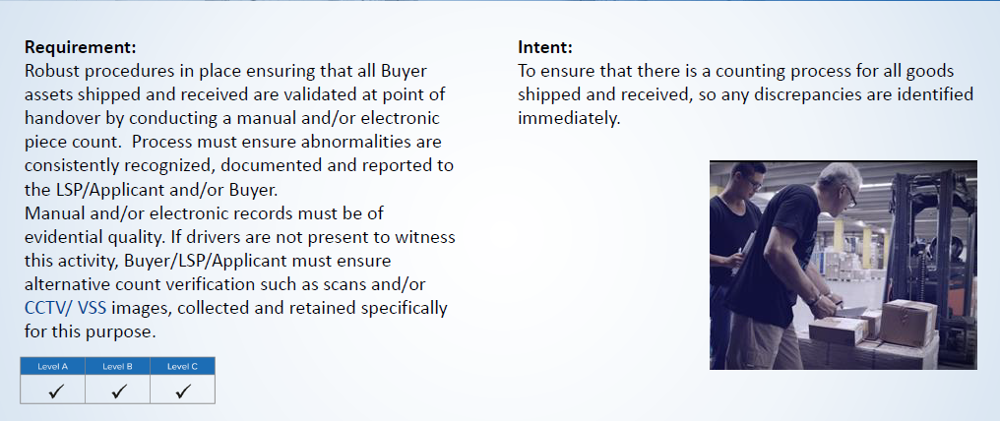 Requirement:
Robust procedures in place ensuring that all Buyer
assets shipped and received are validated at point of
handover by conducting a manual and/or electronic
piece count.  Process must ensure abnormalities are
consistently recognized, documented and reported to
the LSP/Applicant and/or Buyer.
Manual and/or electronic records must be of
evidential quality. If drivers are not present to witness
this activity, Buyer/LSP/Applicant must ensure
alternative count verification such as scans and/or
CCTV/ VSS images, collected and retained specifically
for this purpose.
Level A Level B Level C
✓ ✓ ✓
Intent:
To ensure that there is a counting process for all goods
shipped and received, so any discrepancies are identified
immediately.